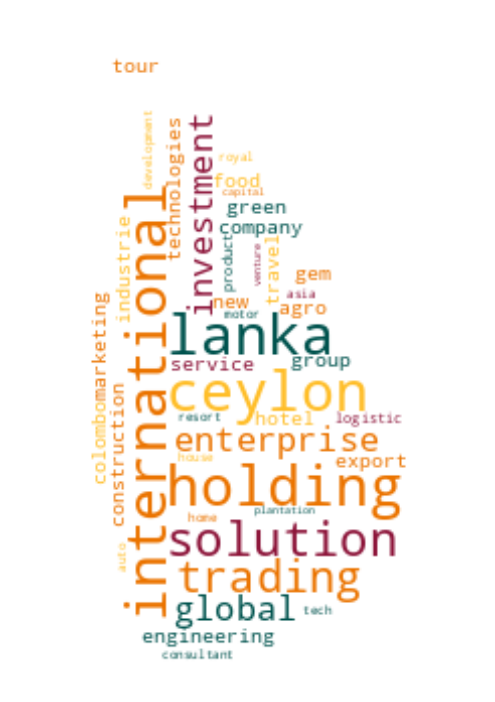 tour
development
technologies
investment
royal
food
capital
green
company
international
industrie
product
venture
travel
gem
asia
new
agro
motor
lanka
marketing
service
group
ceylon
colombo
construction
resort
hotel
logistic
enterprise
house
export
holding
plantation
home
solution
auto
trading
global
tech
engineering
consultant